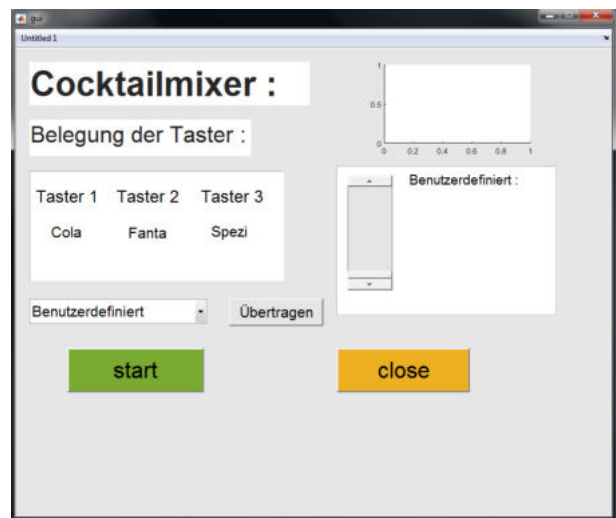 gui
Untitled 1
Cocktailmixer :
Belegung der Taster :
1
0.5
0
0 0.2 0.4 0.6 0.8 1
Taster 1 Taster 2 Taster 3
Cola Fanta Spezi
Benutzerdefiniert :
Benutzerdefiniert
Übertragen
start
close